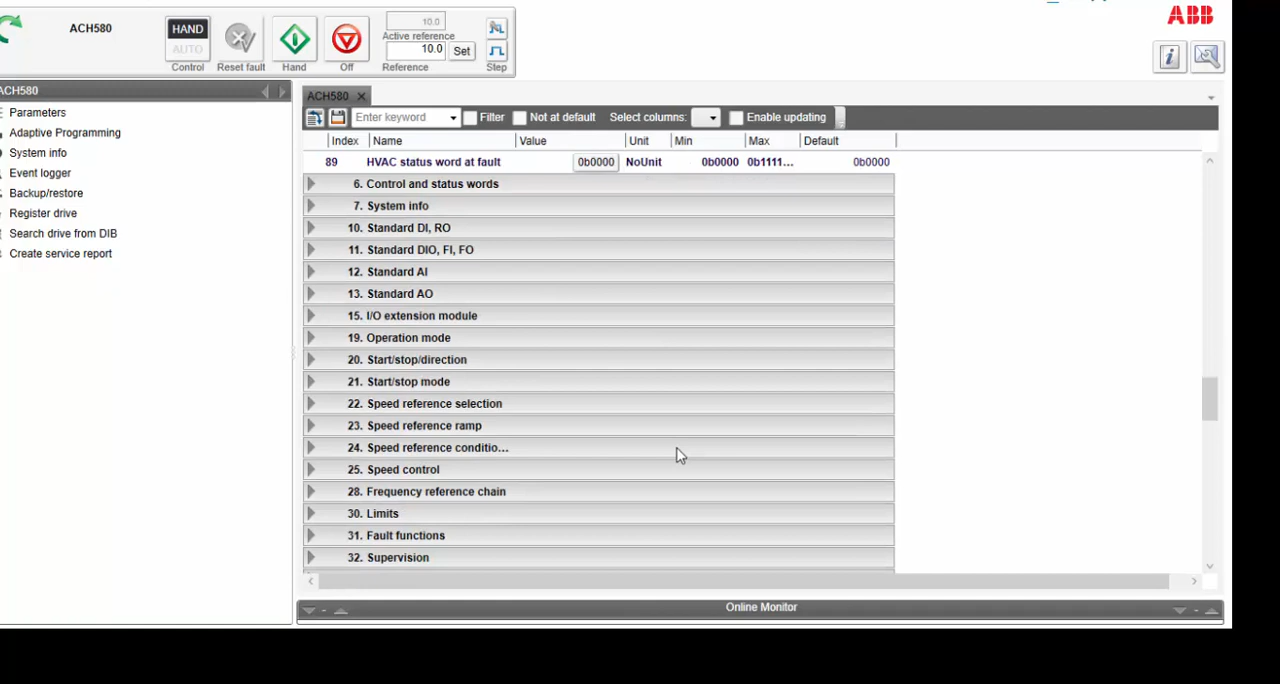 ABB
ACH580
HAND
AUTO
Control
Reset fault
Hand
Off
10.0
Active reference
10.0 Set
Reference
Step
ACH580
Parameters
Adaptive Programming
System info
Event logger
Backup/restore
Register drive
Search drive from DIB
Create service report
ACH580
Enter keyword Filter Not at default Select columns: Enable updating
Index Name Value Unit Min Max Default
89 HVAC status word at fault 0b0000 NoUnit 0b0000 0b1111... 0b0000
6. Control and status words
7. System info
10. Standard DI, RO
11. Standard DIO, FI, FO
12. Standard AI
13. Standard AO
15. I/O extension module
19. Operation mode
20. Start/stop/direction
21. Start/stop mode
22. Speed reference selection
23. Speed reference ramp
24. Speed reference conditio...
25. Speed control
28. Frequency reference chain
30. Limits
31. Fault functions
32. Supervision
Online Monitor